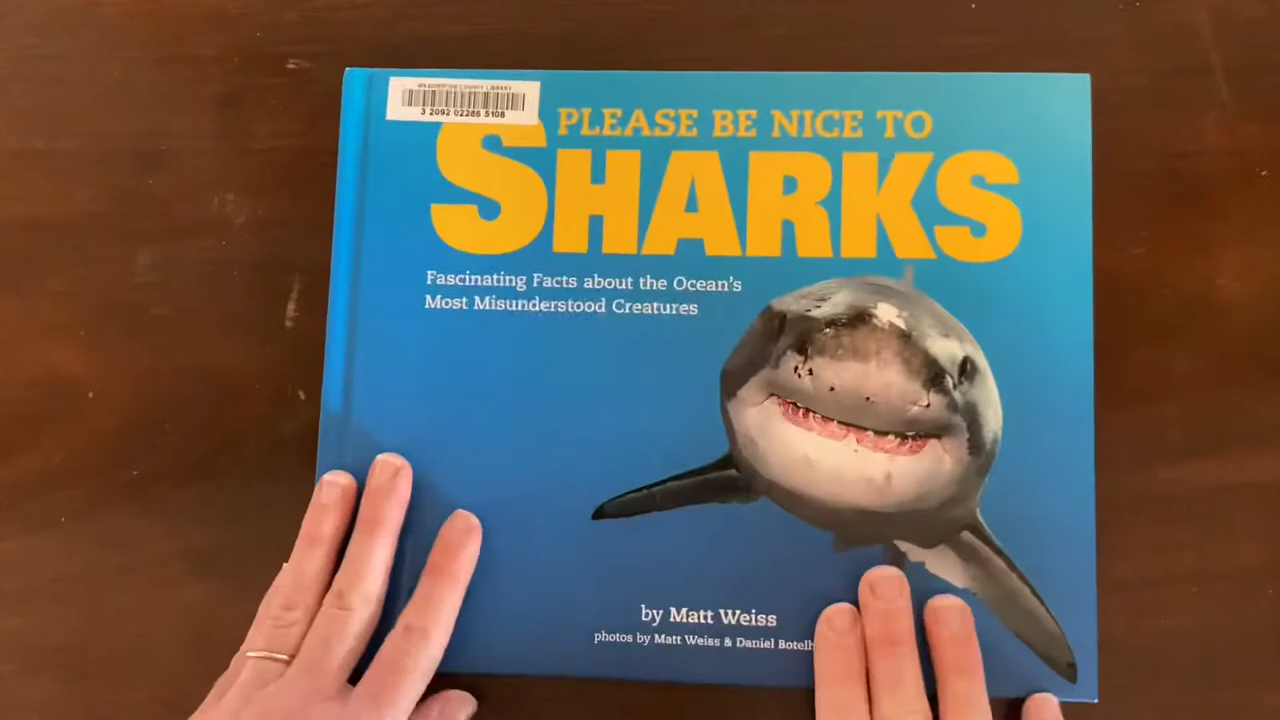 3 2092 02286 5108
PLEASE BE NICE TO
SHARKS
Fascinating Facts about the Ocean's
Most Misunderstood Creatures
by Matt Weiss
photos by Matt Weiss & Daniel